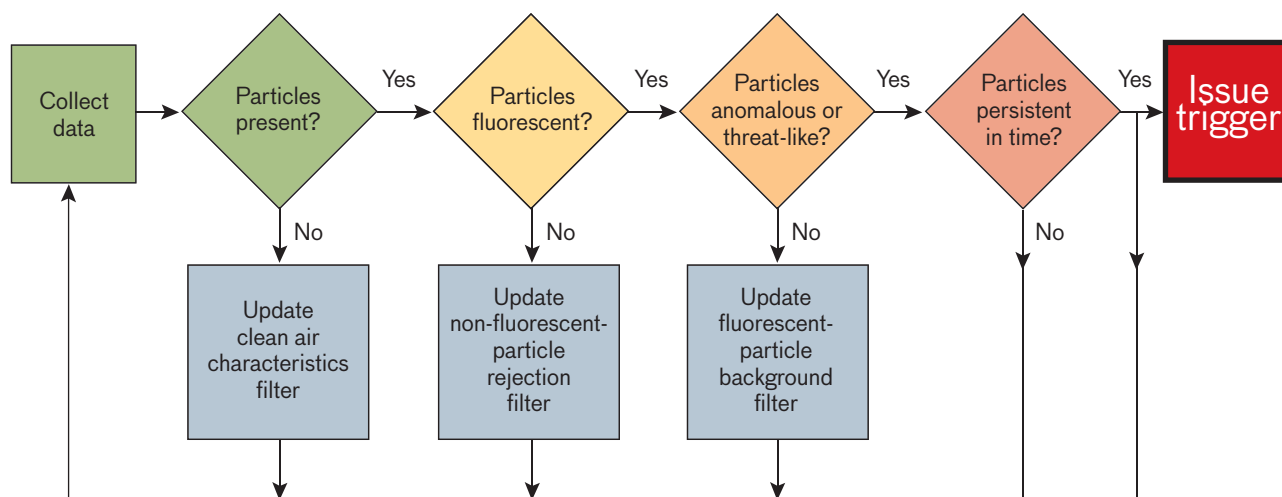 Collect
data
Particles
present?
Yes
Particles
fluorescent?
Yes
Particles
anomalous or
threat-like?
Yes
Particles
persistent
in time?
Yes
Issue
trigger
No
No
No
No
Update
clean air
characteristics
filter
Update
non-fluorescent-
particle
rejection
filter
Update
fluorescent-
particle
background
filter